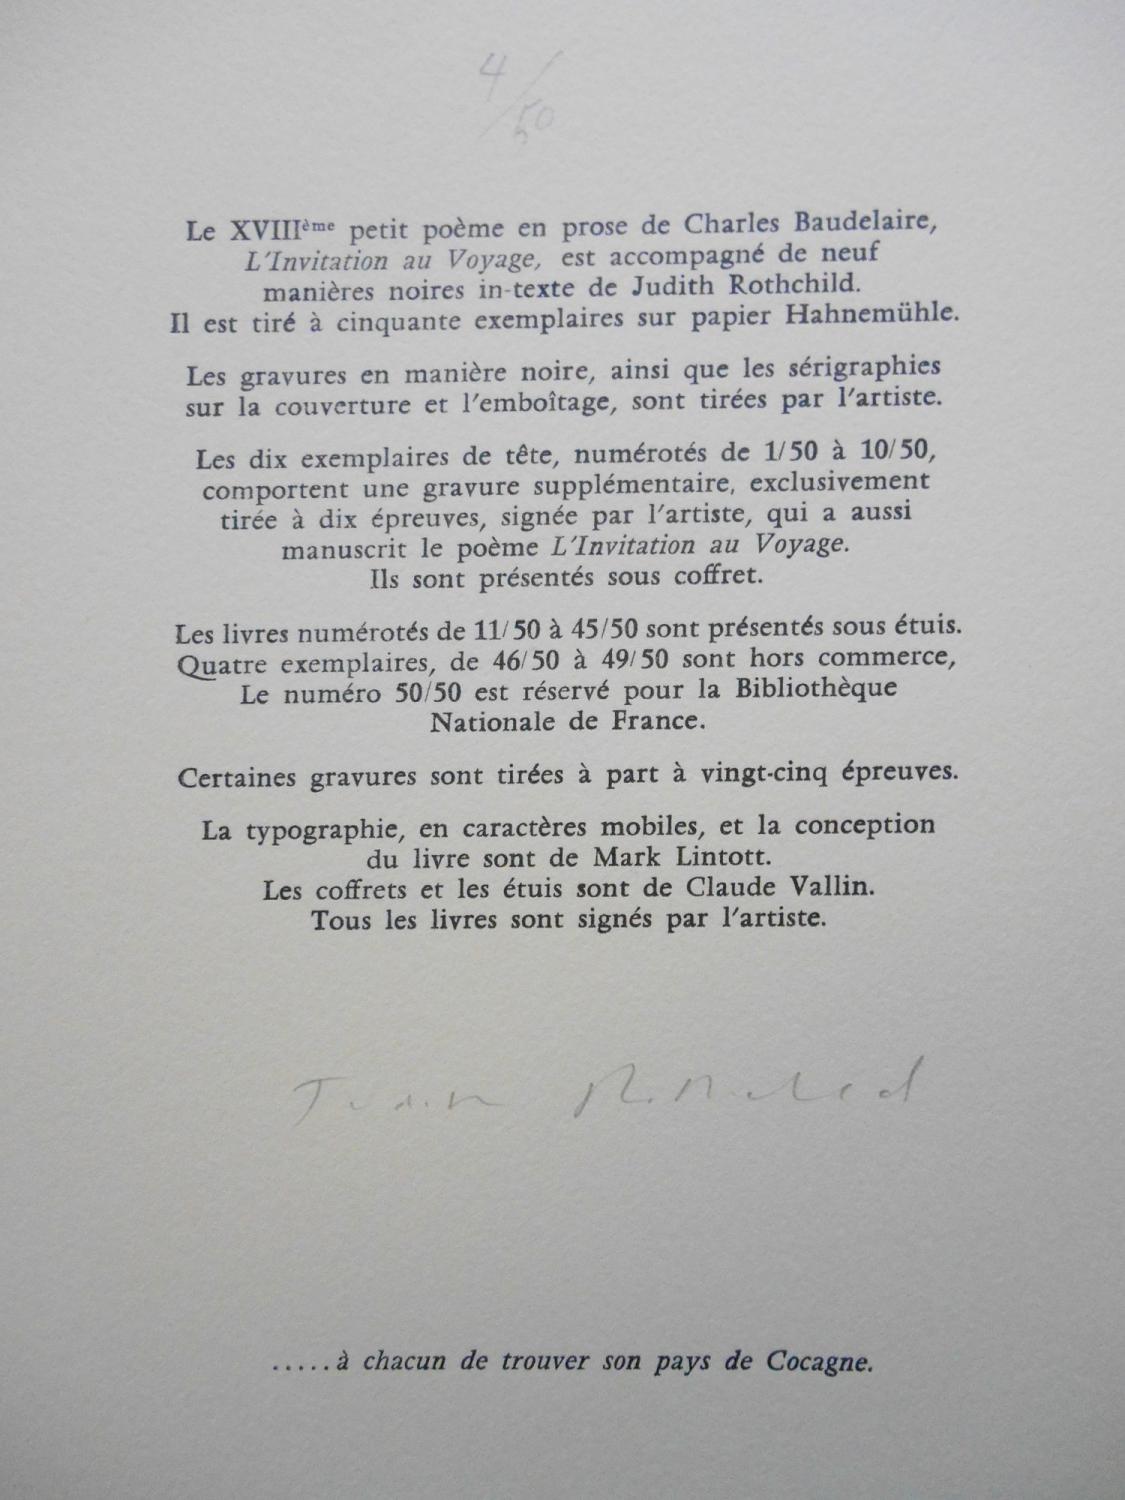 4/50
Le XVIIIème petit poème en prose de Charles Baudelaire,
L'Invitation au Voyage, est accompagné de neuf
manières noires in-texte de Judith Rothchild.
Il est tiré à cinquante exemplaires sur papier Hahnemühle.
Les gravures en manière noire, ainsi que les sérigraphies
sur la couverture et l'emboîtage, sont tirées par l'artiste.
Les dix exemplaires de tête, numérotés de 1/50 à 10/50,
comportent une gravure supplémentaire, exclusivement
tirée à dix épreuves, signée par l'artiste, qui a aussi
manuscrit le poème L'Invitation au Voyage.
Ils sont présentés sous coffret.
Les livres numérotés de 11/50 à 45/50 sont présentés sous étuis.
Quatre exemplaires, de 46/50 à 49/50 sont hors commerce,
Le numéro 50/50 est réservé pour la Bibliothèque
Nationale de France.
Certaines gravures sont tirées à part à vingt-cinq épreuves.
La typographie, en caractères mobiles, et la conception
du livre sont de Mark Lintott.
Les coffrets et les étuis sont de Claude Vallin.
Tous les livres sont signés par l'artiste.
.....à chacun de trouver son pays de Cocagne.